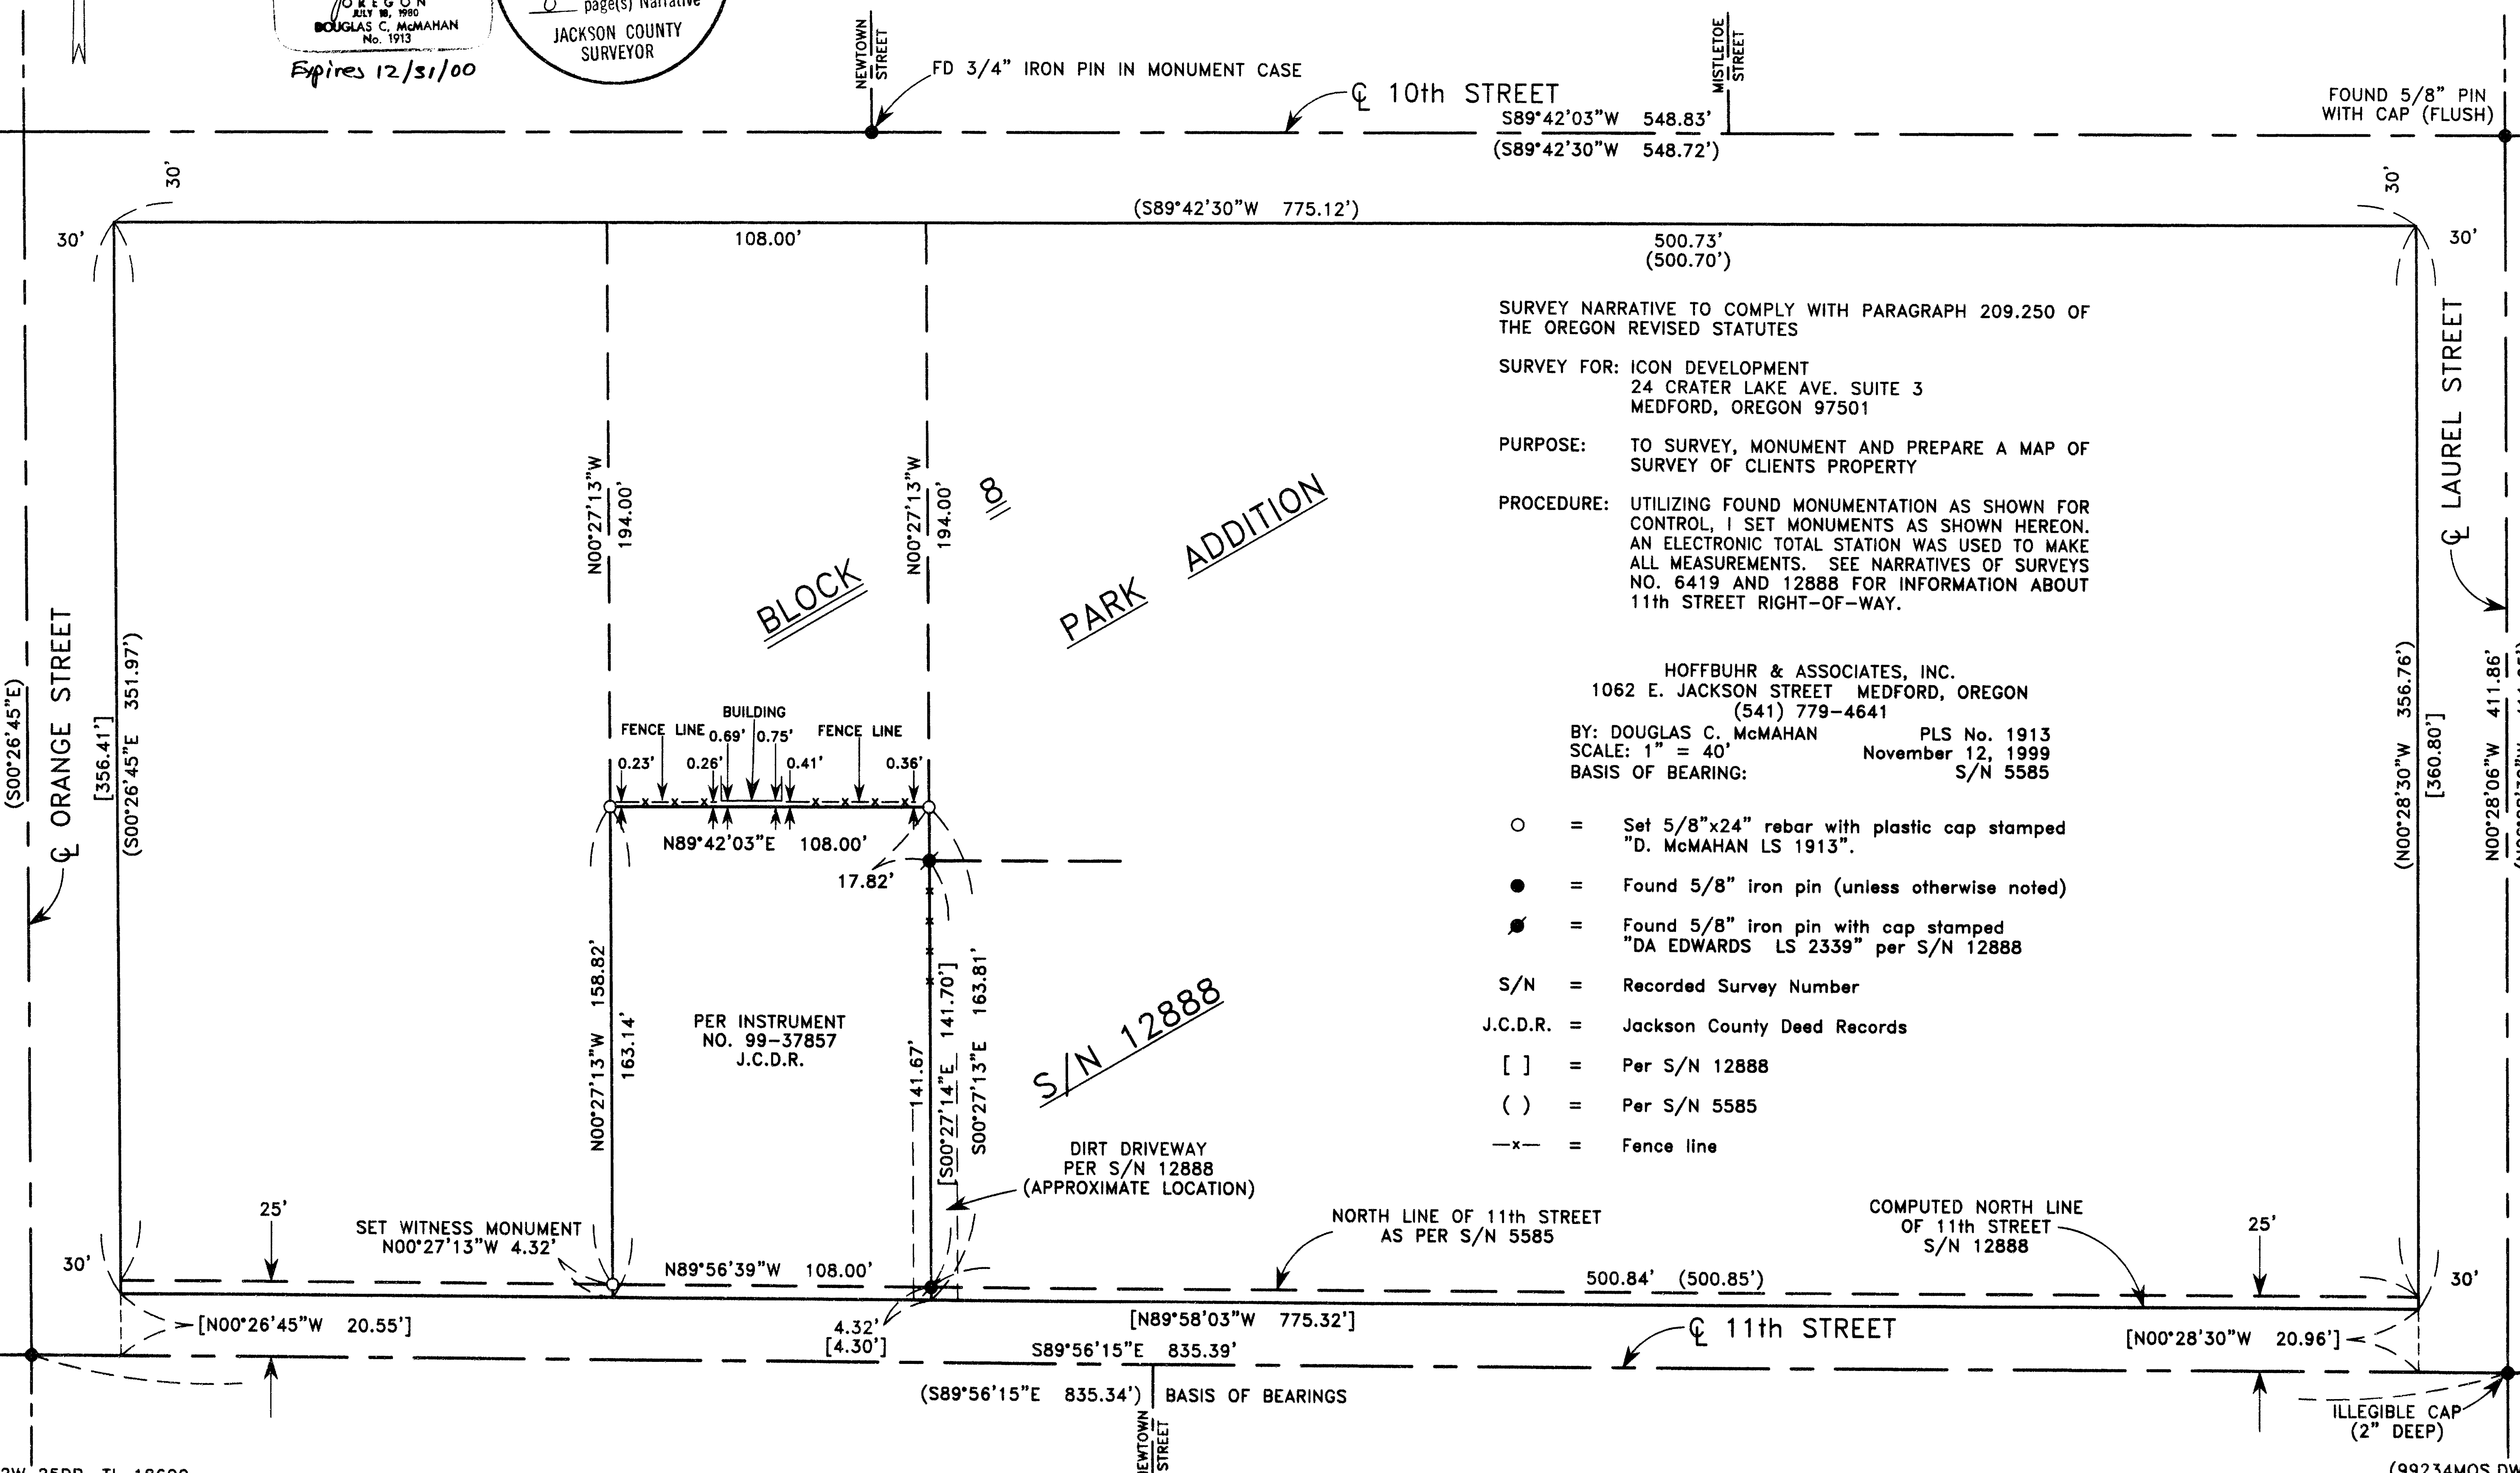 OREGON
JULY 18, 1980
DOUGLAS C. McMAHAN
No. 1913
Expires 12/31/00
page(s) Narrative
JACKSON COUNTY
SURVEYOR
NEWTOWN
STREET
FD 3/4" IRON PIN IN MONUMENT CASE
℄ 10th STREET
MISTLETOE
STREET
S89°42'03"W 548.83'
(S89°42'30"W 548.72')
FOUND 5/8" PIN
WITH CAP (FLUSH)
30'
30'
30'
30'
(S89°42'30"W 775.12')
108.00'
500.73'
(500.70')
SURVEY NARRATIVE TO COMPLY WITH PARAGRAPH 209.250 OF
THE OREGON REVISED STATUTES
SURVEY FOR: ICON DEVELOPMENT
24 CRATER LAKE AVE. SUITE 3
MEDFORD, OREGON 97501
PURPOSE: TO SURVEY, MONUMENT AND PREPARE A MAP OF
SURVEY OF CLIENTS PROPERTY
PROCEDURE: UTILIZING FOUND MONUMENTATION AS SHOWN FOR
CONTROL, I SET MONUMENTS AS SHOWN HEREON.
AN ELECTRONIC TOTAL STATION WAS USED TO MAKE
ALL MEASUREMENTS. SEE NARRATIVES OF SURVEYS
NO. 6419 AND 12888 FOR INFORMATION ABOUT
11th STREET RIGHT-OF-WAY.
HOFFBUHR & ASSOCIATES, INC.
1062 E. JACKSON STREET MEDFORD, OREGON
(541) 779-4641
BY: DOUGLAS C. McMAHAN PLS No. 1913
SCALE: 1" = 40' November 12, 1999
BASIS OF BEARING: S/N 5585
○ = Set 5/8"x24" rebar with plastic cap stamped
"D. McMAHAN LS 1913".
● = Found 5/8" iron pin (unless otherwise noted)
= Found 5/8" iron pin with cap stamped
"DA EDWARDS LS 2339" per S/N 12888
S/N = Recorded Survey Number
J.C.D.R. = Jackson County Deed Records
[ ] = Per S/N 12888
( ) = Per S/N 5585
—x— = Fence line
N00°27'13"W
194.00'
N00°27'13"W
194.00'
BLOCK 8
PARK ADDITION
S/N 12888
(S00°26'45"E)
℄ ORANGE STREET
[356.41']
(S00°26'45"E 351.97')
℄ LAUREL STREET
(N00°28'30"W 356.76')
[360.80']
N00°28'06"W 411.86'
BUILDING
FENCE LINE 0.69' 0.75' FENCE LINE
0.23' 0.26' 0.41' 0.36'
N89°42'03"E 108.00'
17.82'
N00°27'13"W 158.82'
163.14'
PER INSTRUMENT
NO. 99-37857
J.C.D.R.
141.67'
[S00°27'14"E 141.70']
S00°27'13"E 163.81'
DIRT DRIVEWAY
PER S/N 12888
(APPROXIMATE LOCATION)
25'
SET WITNESS MONUMENT
N00°27'13"W 4.32'
30'
N89°56'39"W 108.00'
NORTH LINE OF 11th STREET
AS PER S/N 5585
COMPUTED NORTH LINE
OF 11th STREET
S/N 12888
25'
500.84' (500.85')
30'
[N00°26'45"W 20.55']
4.32'
[4.30']
[N89°58'03"W 775.32']
℄ 11th STREET
[N00°28'30"W 20.96']
S89°56'15"E 835.39'
(S89°56'15"E 835.34') BASIS OF BEARINGS
NEWTOWN
STREET
ILLEGIBLE CAP
(2" DEEP)